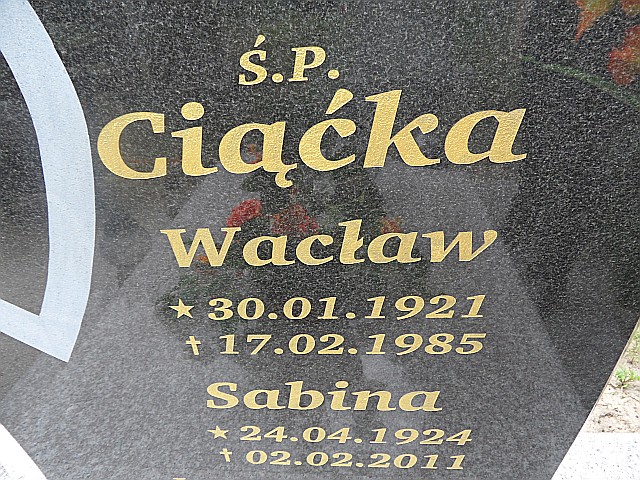 Ś.P.
Ciąćka
Wacław
★ 30.01.1921
† 17.02.1985
Sabina
★ 24.04.1924
† 02.02.2011